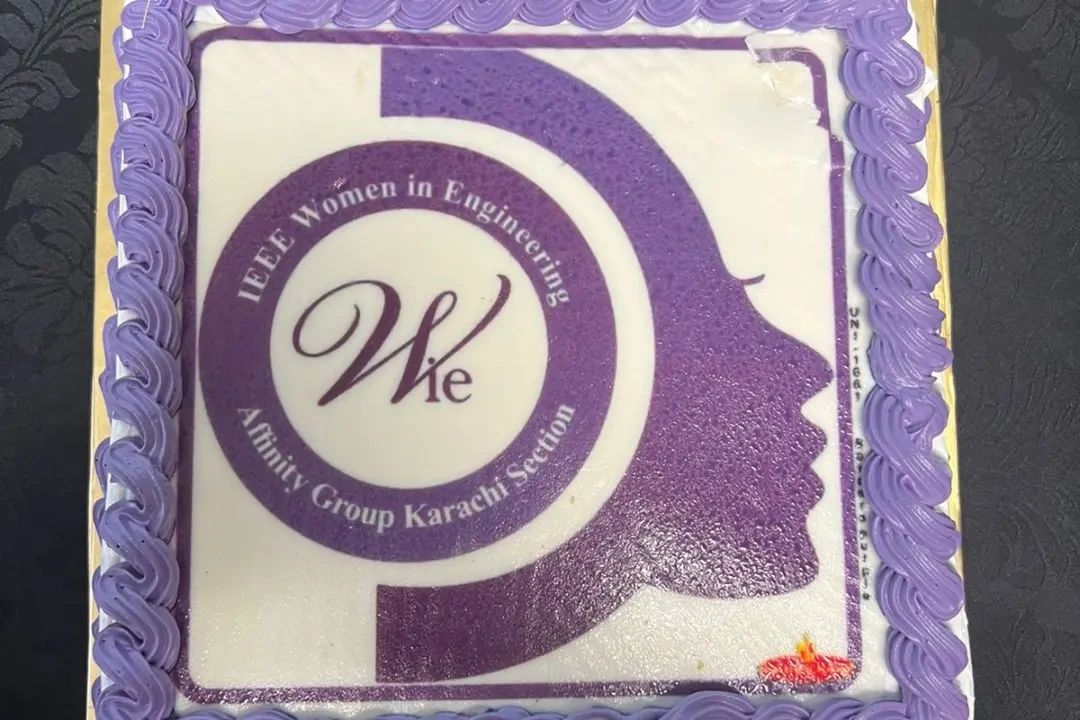 IEEE Women in Engineering
Wie
Affinity Group Karachi Section